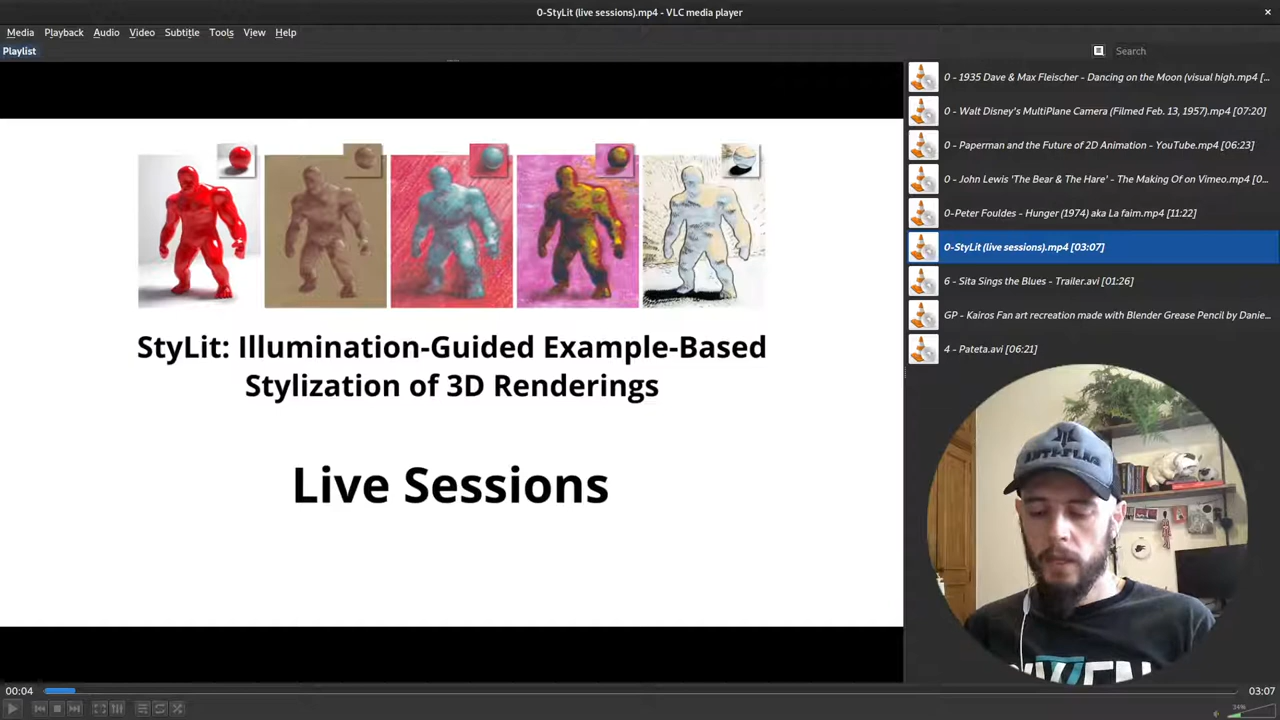 0-StyLit (live sessions).mp4 - VLC media player
Media Playback Audio Video Subtitle Tools View Help
Playlist
Search
0 - 1935 Dave & Max Fleischer - Dancing on the Moon (visual high.mp4 [...
0 - Walt Disney's MultiPlane Camera (Filmed Feb. 13, 1957).mp4 [07:20]
0 - Paperman and the Future of 2D Animation - YouTube.mp4 [06:23]
0 - John Lewis 'The Bear & The Hare' - The Making Of on Vimeo.mp4 [0...
0-Peter Fouldes - Hunger (1974) aka La faim.mp4 [11:22]
0-StyLit (live sessions).mp4 [03:07]
6 - Sita Sings the Blues - Trailer.avi [01:26]
GP - Kairos Fan art recreation made with Blender Grease Pencil by Danie...
4 - Pateta.avi [06:21]
StyLit: Illumination-Guided Example-Based
Stylization of 3D Renderings
Live Sessions
ANTI-FLAG
00:04
03:07
34%